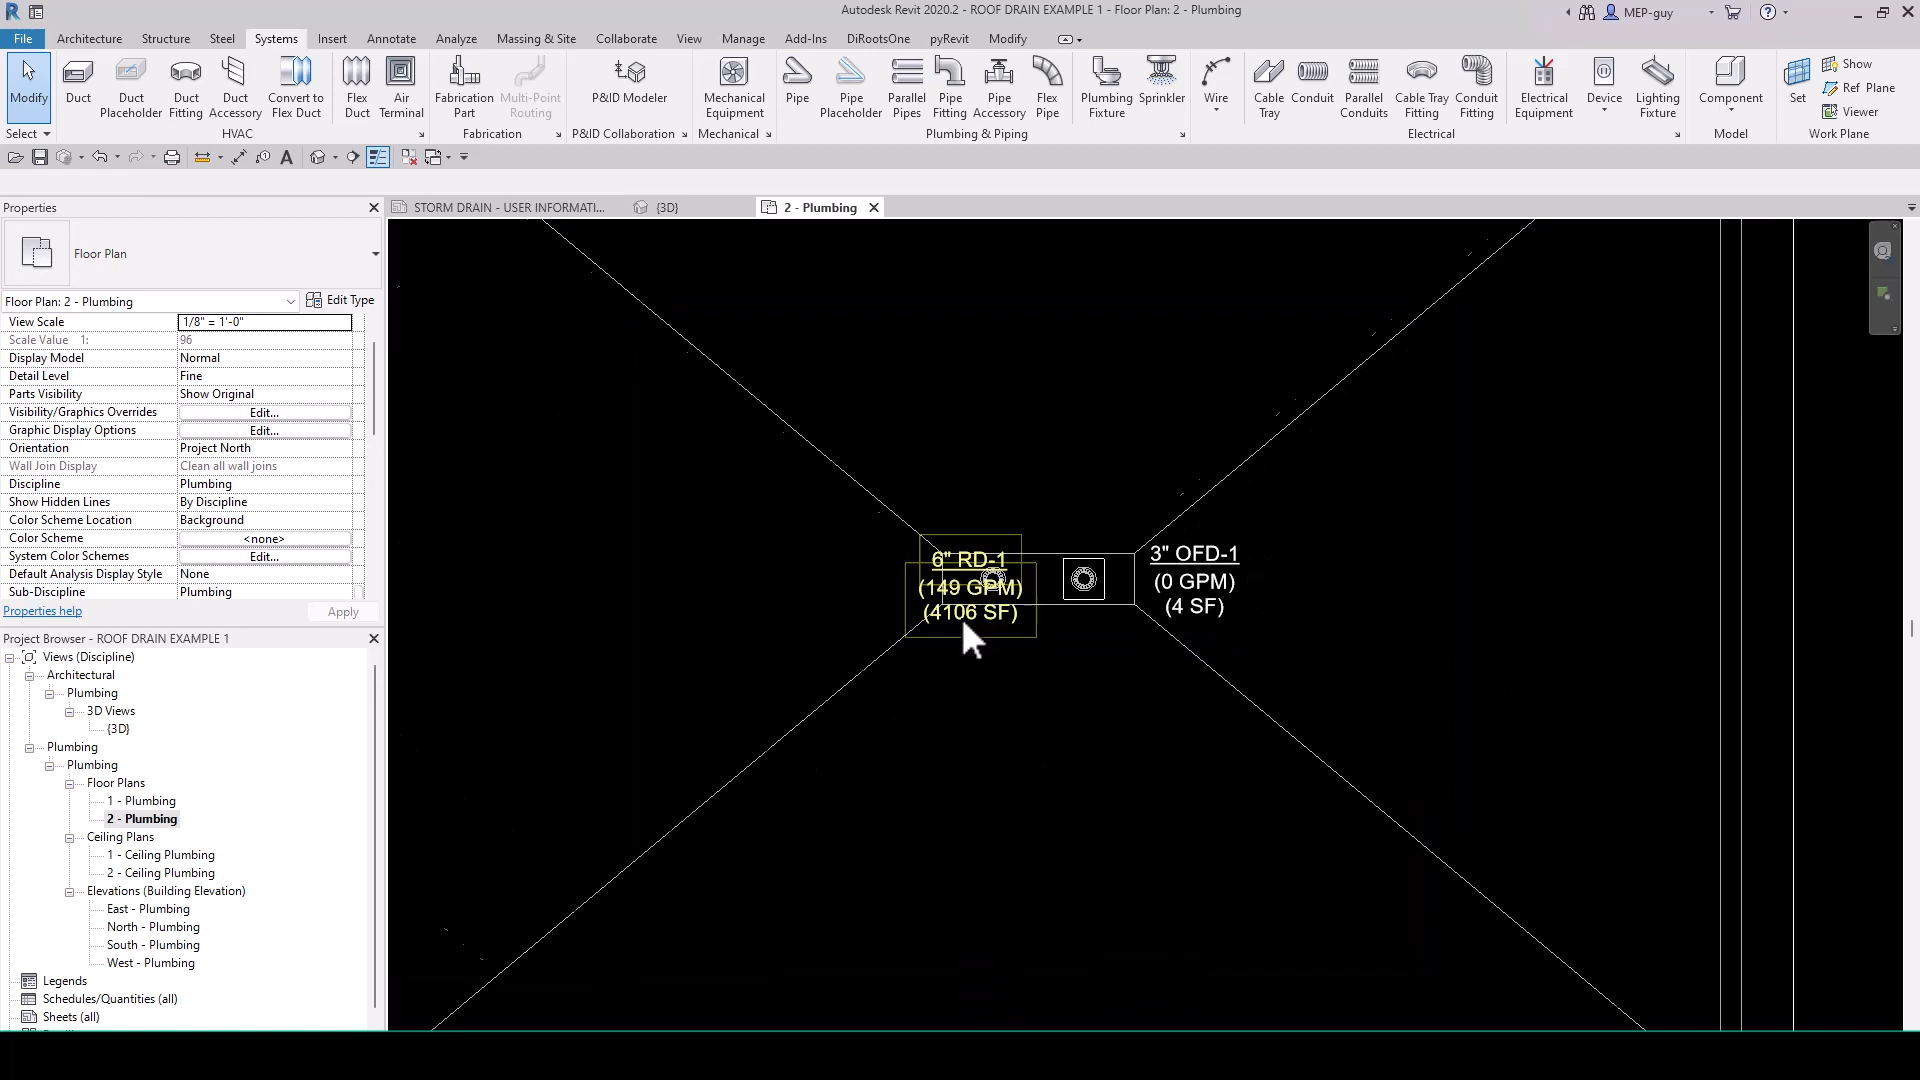 Autodesk Revit 2020.2 - ROOF DRAIN EXAMPLE 1 - Floor Plan: 2 - Plumbing
MEP-guy
File Architecture Structure Steel Systems Insert Annotate Analyze Massing & Site Collaborate View Manage Add-Ins DiRootsOne pyRevit Modify
Modify
Duct
Duct Placeholder
Duct Fitting
Duct Accessory
Convert to Flex Duct
Flex Duct
Air Terminal
Fabrication Part
Multi-Point Routing
P&ID Modeler
Mechanical Equipment
Pipe
Pipe Placeholder
Parallel Pipes
Pipe Fitting
Pipe Accessory
Flex Pipe
Plumbing Fixture
Sprinkler
Wire
Cable Tray
Conduit
Parallel Conduits
Cable Tray Fitting
Conduit Fitting
Electrical Equipment
Device
Lighting Fixture
Component
Set
Show
Ref Plane
Viewer
Select HVAC Fabrication P&ID Collaboration Mechanical Plumbing & Piping Electrical Model Work Plane
Properties
STORM DRAIN - USER INFORMATI... {3D} 2 - Plumbing
Floor Plan
Floor Plan: 2 - Plumbing Edit Type
View Scale 1/8" = 1'-0"
Scale Value 1: 96
Display Model Normal
Detail Level Fine
Parts Visibility Show Original
Visibility/Graphics Overrides Edit...
Graphic Display Options Edit...
Orientation Project North
Wall Join Display Clean all wall joins
Discipline Plumbing
Show Hidden Lines By Discipline
Color Scheme Location Background
Color Scheme <none>
System Color Schemes Edit...
Default Analysis Display Style None
Sub-Discipline Plumbing
Properties help Apply
Project Browser - ROOF DRAIN EXAMPLE 1
Views (Discipline)
Architectural
Plumbing
3D Views
{3D}
Plumbing
Plumbing
Floor Plans
1 - Plumbing
2 - Plumbing
Ceiling Plans
1 - Ceiling Plumbing
2 - Ceiling Plumbing
Elevations (Building Elevation)
East - Plumbing
North - Plumbing
South - Plumbing
West - Plumbing
Legends
Schedules/Quantities (all)
Sheets (all)
6" RD-1
(149 GPM)
(4106 SF)
3" OFD-1
(0 GPM)
(4 SF)